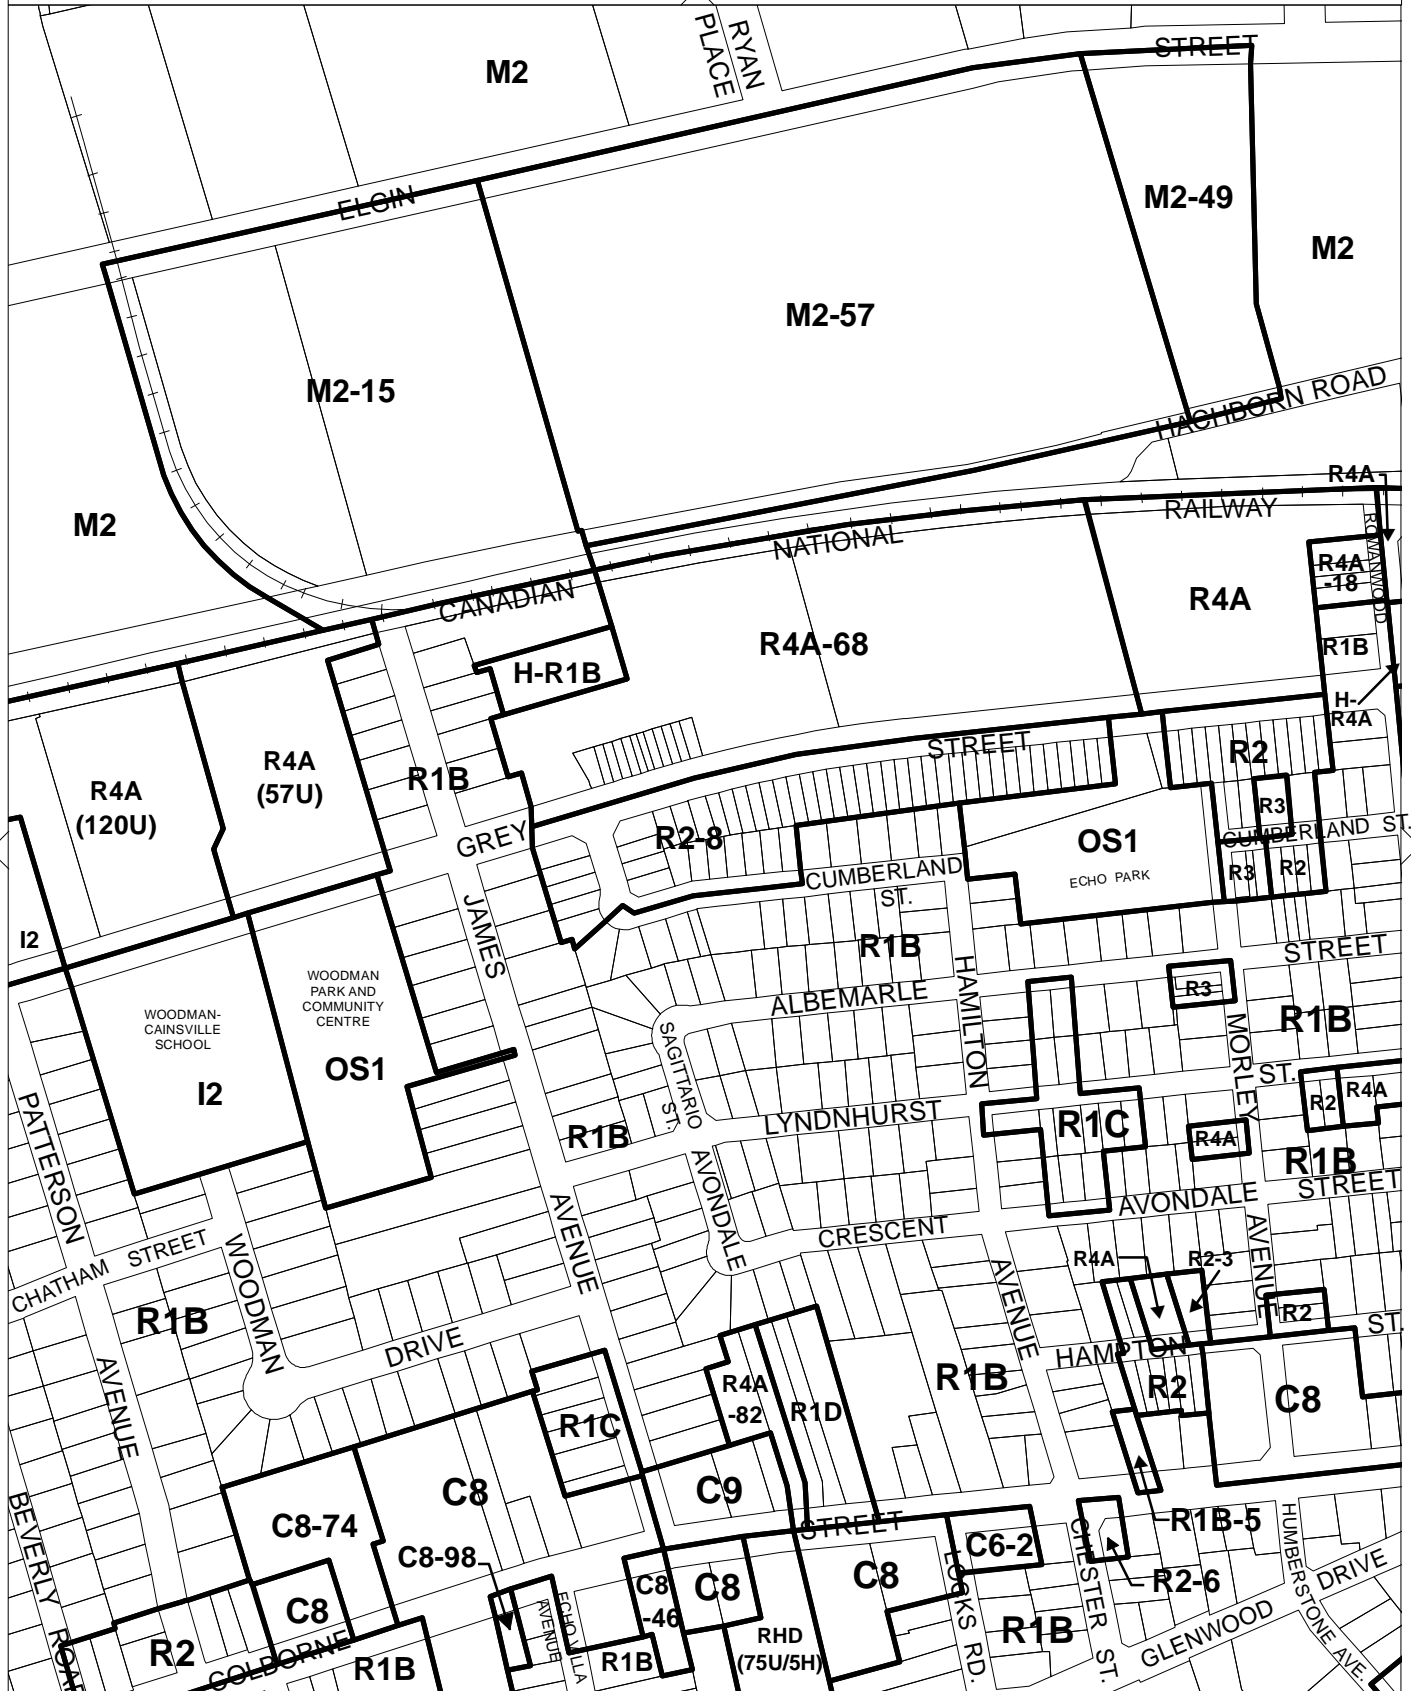 RYAN
PLACE
M2
STREET
ELGIN
M2-49
M2
M2-57
M2-15
HACHBORN ROAD
R4A
M2
RAILWAY
NATIONAL
ROWANWOOD
R4A
-18
CANADIAN
R4A
R4A-68
R1B
H-R1B
H-
R4A
STREET
R2
R4A
(57U)
R4A
(120U)
R1B
R3
GREY
R2-8
OS1
CUMBERLAND ST.
CUMBERLAND
ST.
ECHO PARK
R3
R2
I2
JAMES
R1B
STREET
HAMILTON
WOODMAN
PARK AND
COMMUNITY
CENTRE
OS1
WOODMAN-
CAINSVILLE
SCHOOL
I2
ALBEMARLE
R3
R1B
MORLEY
SAGITTARIO
ST.
ST.
R2
R4A
PATTERSON
LYNDNHURST
R1C
R1B
R4A
R1B
AVONDALE
AVONDALE
STREET
AVENUE
CRESCENT
CHATHAM STREET
WOODMAN
AVENUE
R4A
R2-3
AVENUE
R1B
R2
ST.
DRIVE
HAMPTON
AVENUE
R1B
R2
R4A
-82
R1D
C8
R1C
C8
C9
BEVERLY ROAD
C8-74
STREET
R1B-5
C8-98
C6-2
CHESTER ST.
HUMBERSTONE AVE.
LOCKS RD.
C8
C8
-46
C8
C8
R2-6
DRIVE
ECHO VILLA
AVENUE
GLENWOOD
R2
COLBORNE
R1B
R1B
RHD
(75U/5H)
R1B